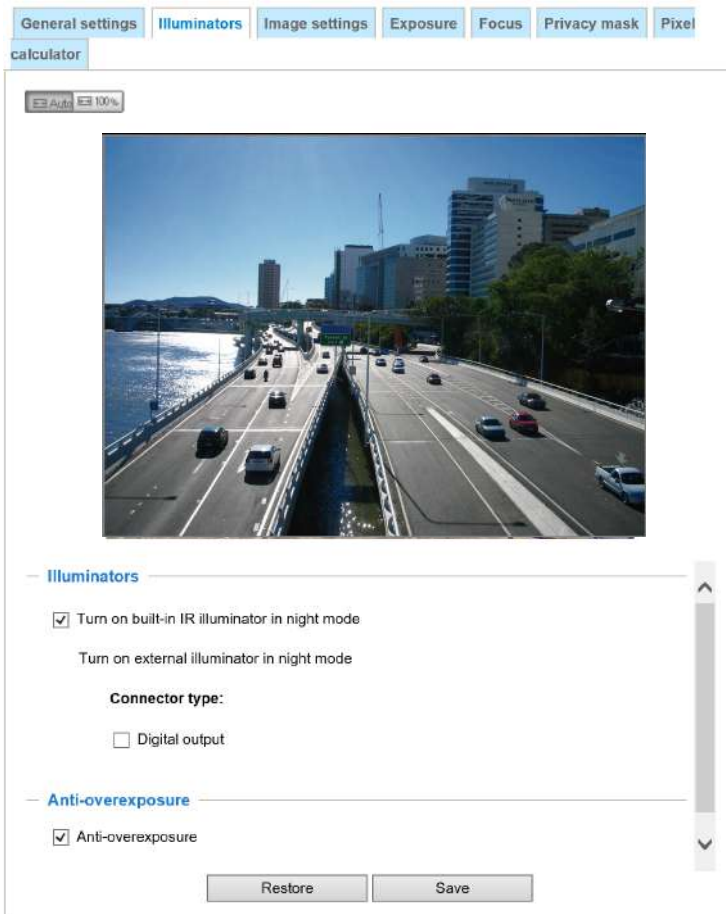 General settings Illuminators Image settings Exposure Focus Privacy mask Pixel
calculator
Auto 100%
Illuminators
Turn on built-in IR illuminator in night mode
Turn on external illuminator in night mode
Connector type:
Digital output
Anti-overexposure
Anti-overexposure
Restore Save